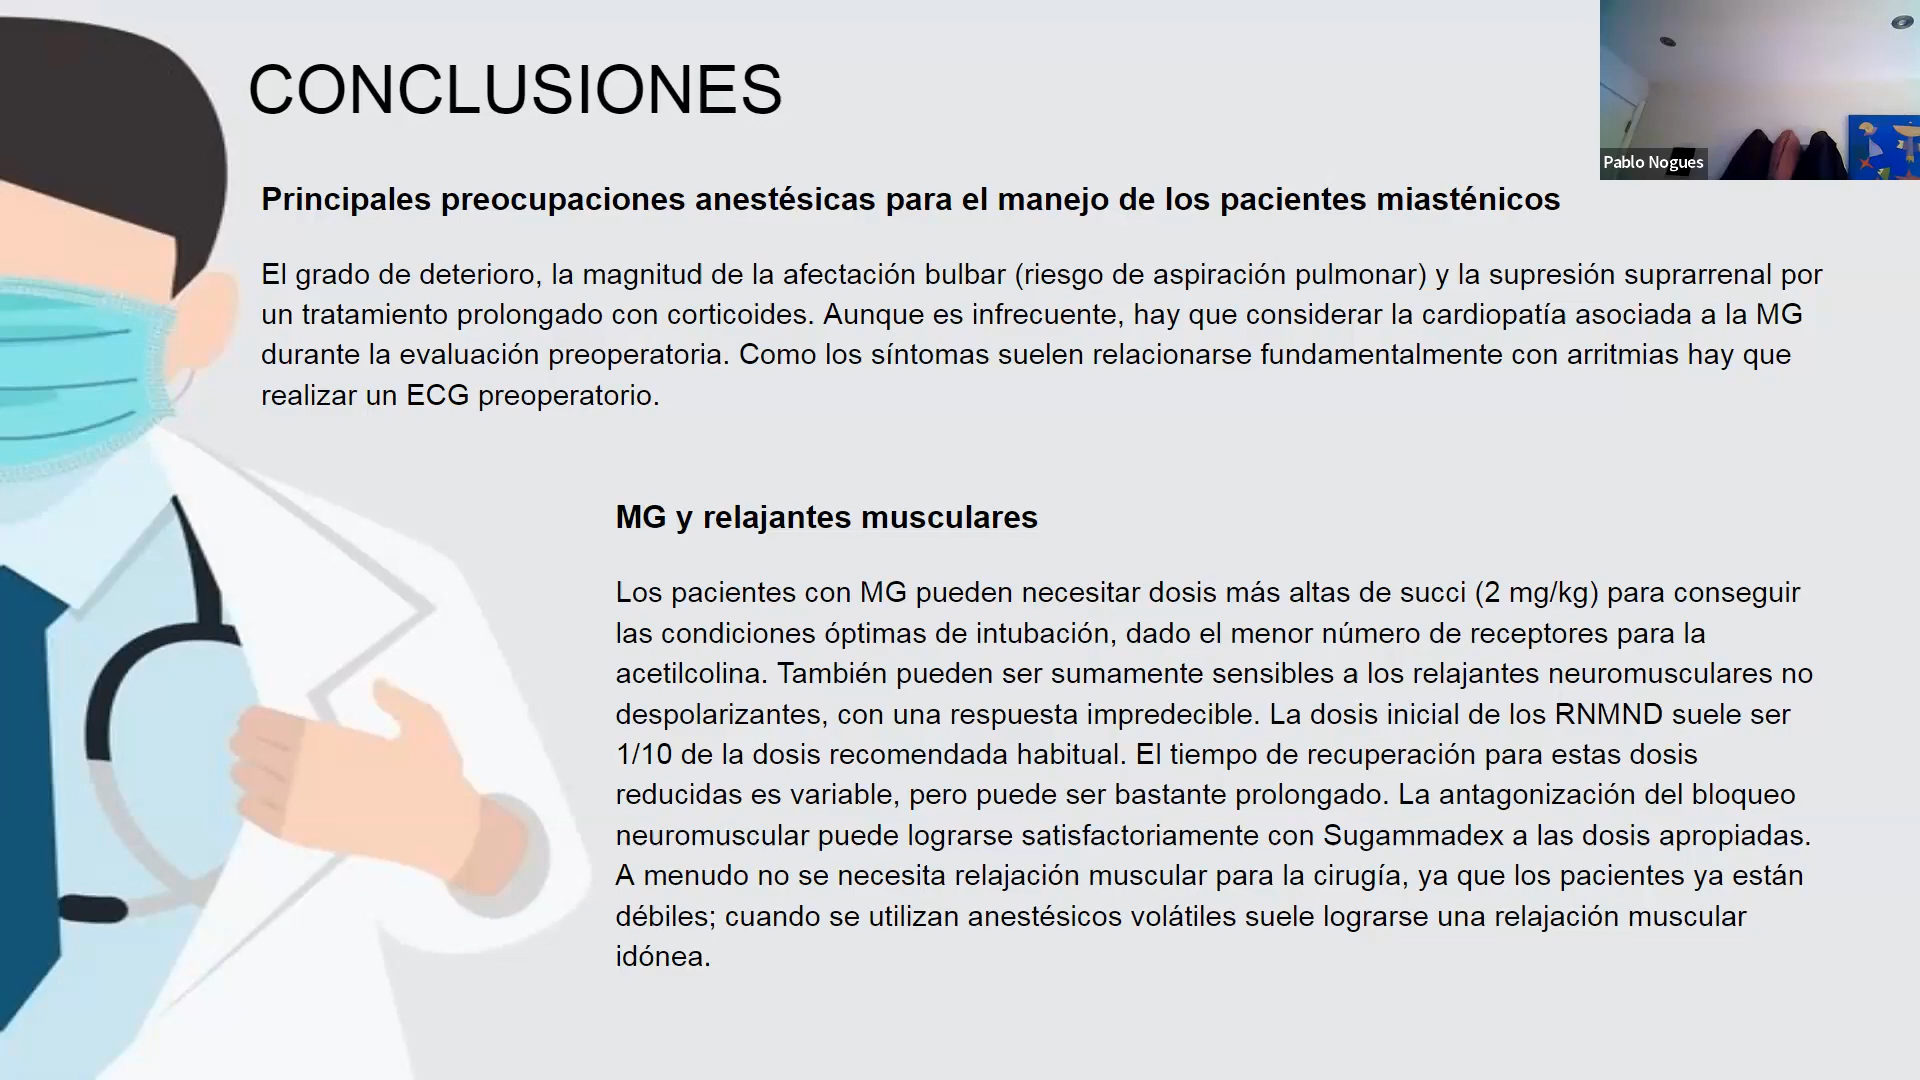 CONCLUSIONES
Pablo Nogues
Principales preocupaciones anestésicas para el manejo de los pacientes miasténicos
El grado de deterioro, la magnitud de la afectación bulbar (riesgo de aspiración pulmonar) y la supresión suprarrenal por
un tratamiento prolongado con corticoides. Aunque es infrecuente, hay que considerar la cardiopatía asociada a la MG
durante la evaluación preoperatoria. Como los síntomas suelen relacionarse fundamentalmente con arritmias hay que
realizar un ECG preoperatorio.
MG y relajantes musculares
Los pacientes con MG pueden necesitar dosis más altas de succi (2 mg/kg) para conseguir
las condiciones óptimas de intubación, dado el menor número de receptores para la
acetilcolina. También pueden ser sumamente sensibles a los relajantes neuromusculares no
despolarizantes, con una respuesta impredecible. La dosis inicial de los RNMND suele ser
1/10 de la dosis recomendada habitual. El tiempo de recuperación para estas dosis
reducidas es variable, pero puede ser bastante prolongado. La antagonización del bloqueo
neuromuscular puede lograrse satisfactoriamente con Sugammadex a las dosis apropiadas.
A menudo no se necesita relajación muscular para la cirugía, ya que los pacientes ya están
débiles; cuando se utilizan anestésicos volátiles suele lograrse una relajación muscular
idónea.